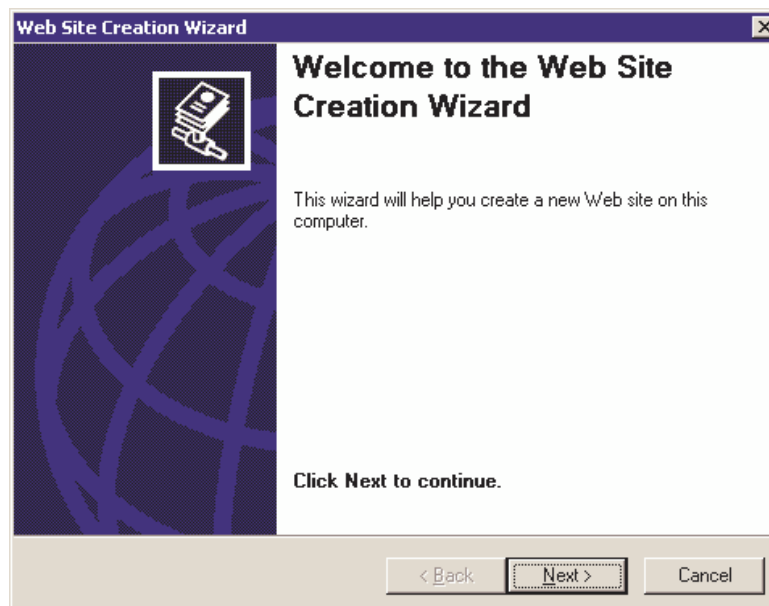 Web Site Creation Wizard
Welcome to the Web Site
Creation Wizard
This wizard will help you create a new Web site on this
computer.
Click Next to continue.
< Back
Next >
Cancel